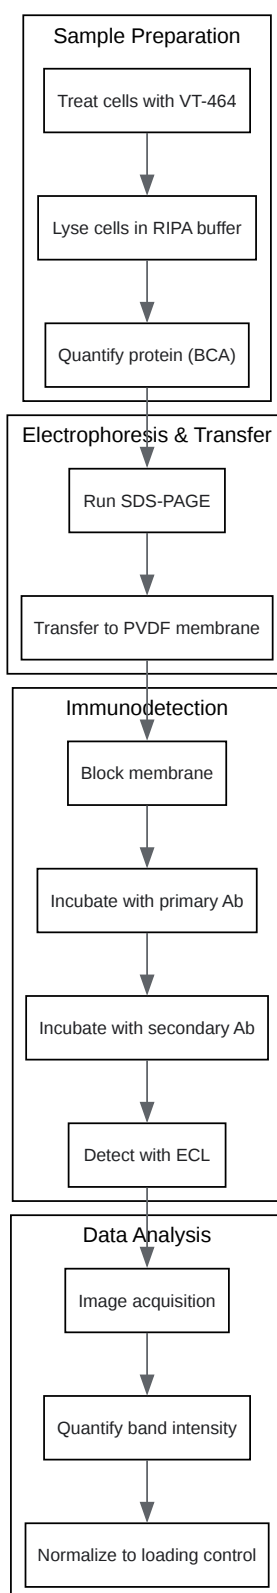 Sample Preparation
Treat cells with VT-464
Lyse cells in RIPA buffer
Quantify protein (BCA)
Electrophoresis & Transfer
Run SDS-PAGE
Transfer to PVDF membrane
Immunodetection
Block membrane
Incubate with primary Ab
Incubate with secondary Ab
Detect with ECL
Data Analysis
Image acquisition
Quantify band intensity
Normalize to loading control